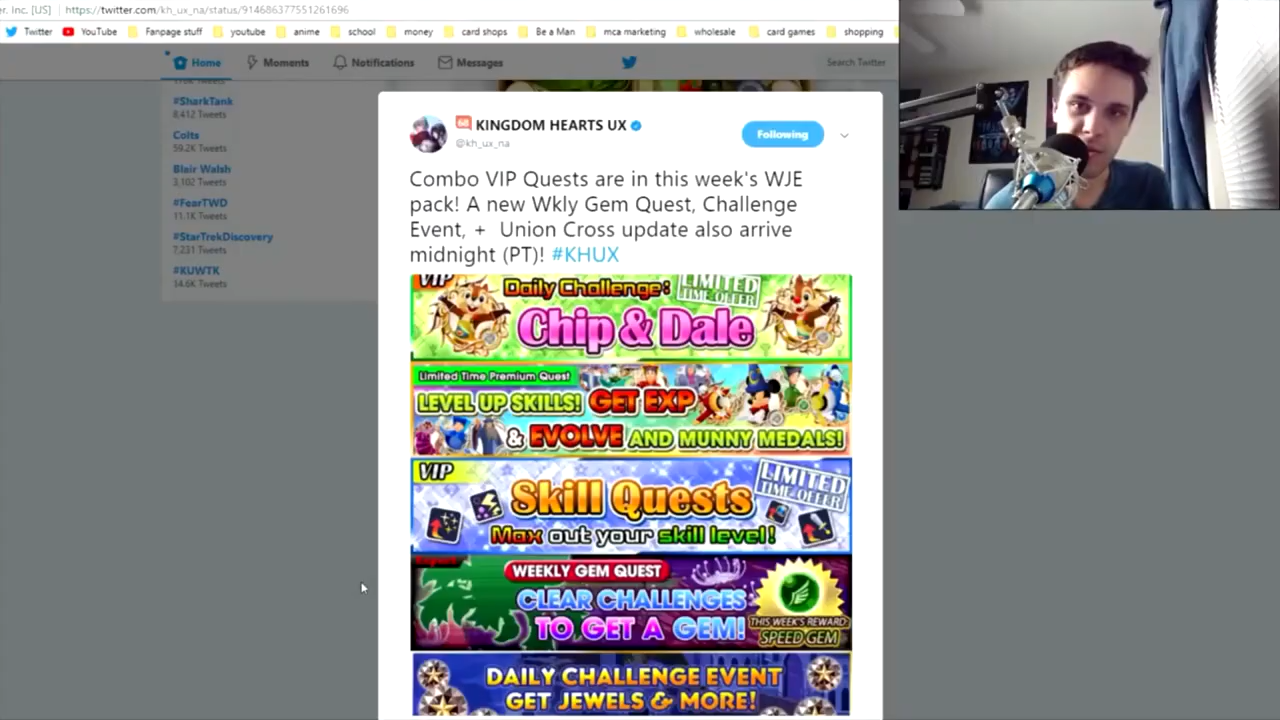 er. Inc. [US] https://twitter.com/kh_ux_na/status/914686377551261696
Twitter YouTube Fanpage stuff youtube anime school money card shops Be a Man mca marketing wholesale card games shopping
Home Moments Notifications Messages Search Twitter
#SharkTank
8,412 Tweets
Colts
59.2K Tweets
Blair Walsh
3,102 Tweets
#FearTWD
11.1K Tweets
#StarTrekDiscovery
7,231 Tweets
#KUWTK
14.6K Tweets
KINGDOM HEARTS UX
@kh_ux_na
Following
Combo VIP Quests are in this week's WJE
pack! A new Wkly Gem Quest, Challenge
Event, + Union Cross update also arrive
midnight (PT)! #KHUX
VIP Daily Challenge: LIMITED
TIME OFFER
Chip & Dale
Limited Time Premium Quest
LEVEL UP SKILLS! GET EXP
& EVOLVE AND MUNNY MEDALS!
VIP LIMITED
TIME OFFER
Skill Quests
Max out your skill level!
WEEKLY GEM QUEST
CLEAR CHALLENGES
TO GET A GEM!
THIS WEEK'S REWARD:
SPEED GEM
DAILY CHALLENGE EVENT
GET JEWELS & MORE!